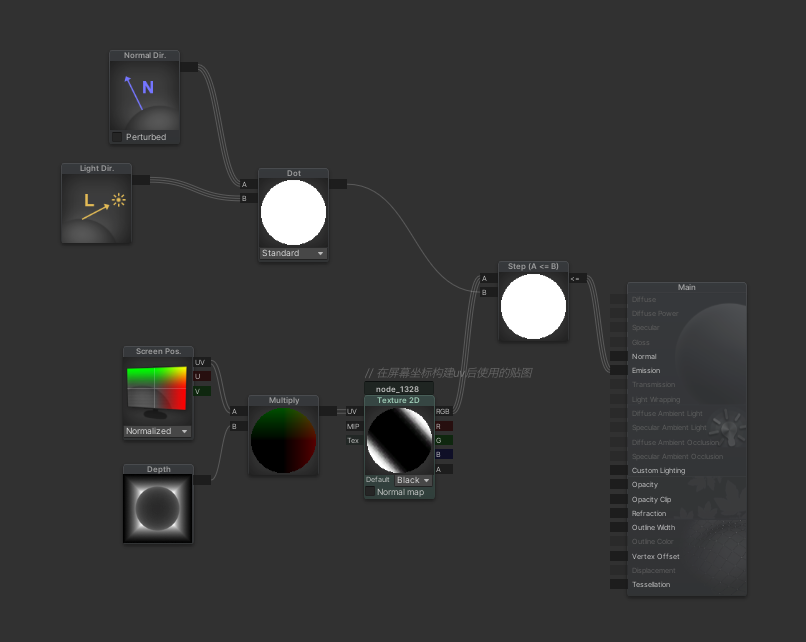 Normal Dir.
N
Perturbed
Light Dir.
L
Dot
A
B
Standard
Step (A <= B)
A
<=
B
Screen Pos.
UV
U
V
Normalized
Depth
Multiply
A
B
// 在屏幕坐标构建uv后使用的贴图
node_1328
Texture 2D
UV
RGB
MIP
R
Tex
G
B
A
Default
Black
Normal map
Main
Diffuse
Diffuse Power
Specular
Gloss
Normal
Emission
Transmission
Light Wrapping
Diffuse Ambient Light
Specular Ambient Light
Diffuse Ambient Occlusion
Specular Ambient Occlusion
Custom Lighting
Opacity
Opacity Clip
Refraction
Outline Width
Outline Color
Vertex Offset
Displacement
Tessellation